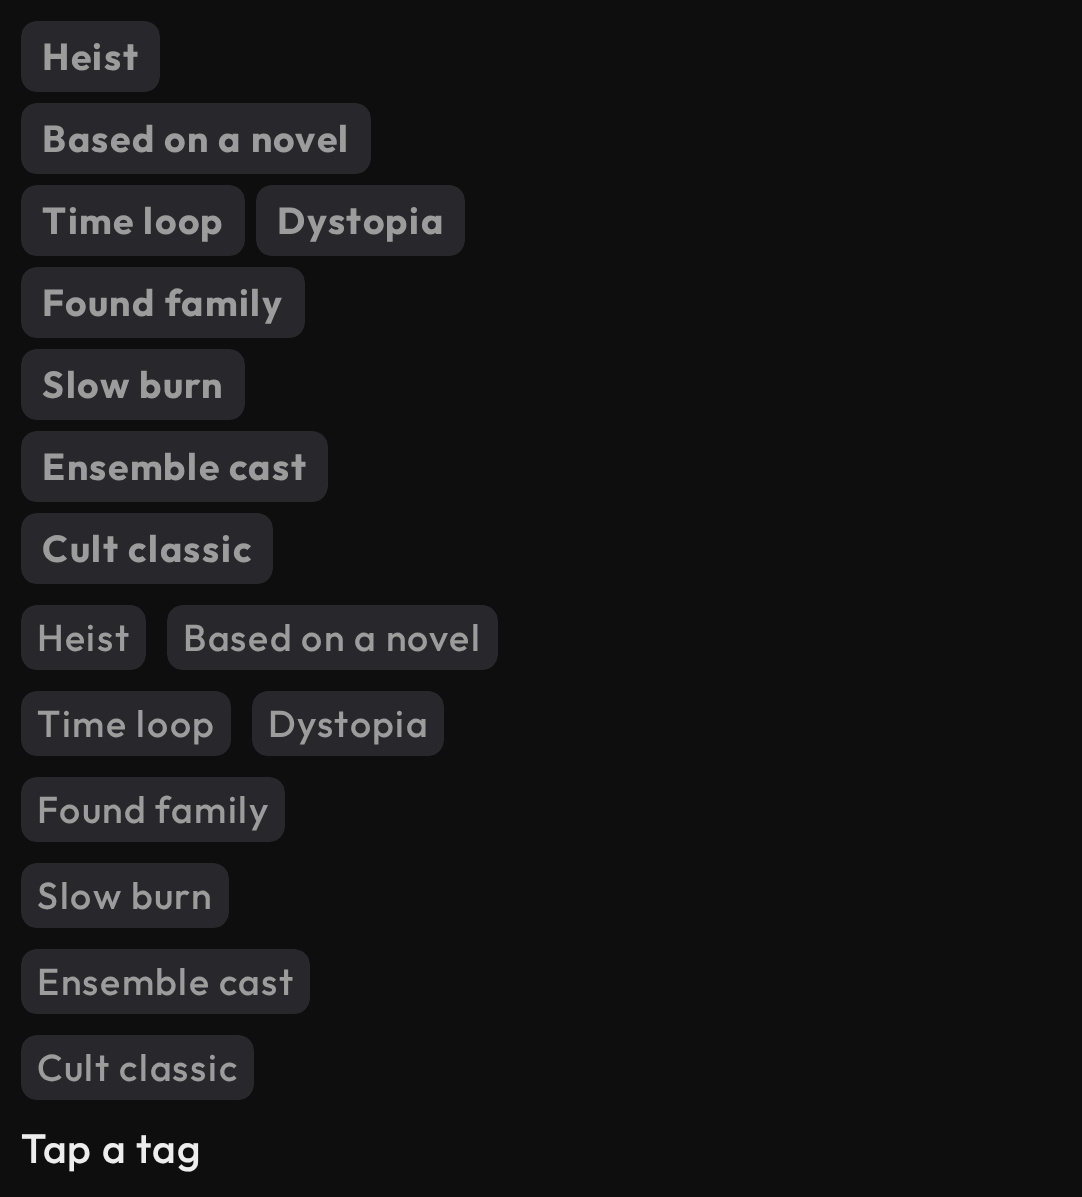 Heist
Based on a novel
Time loop Dystopia
Found family
Slow burn
Ensemble cast
Cult classic
Heist Based on a novel
Time loop Dystopia
Found family
Slow burn
Ensemble cast
Cult classic
Tap a tag